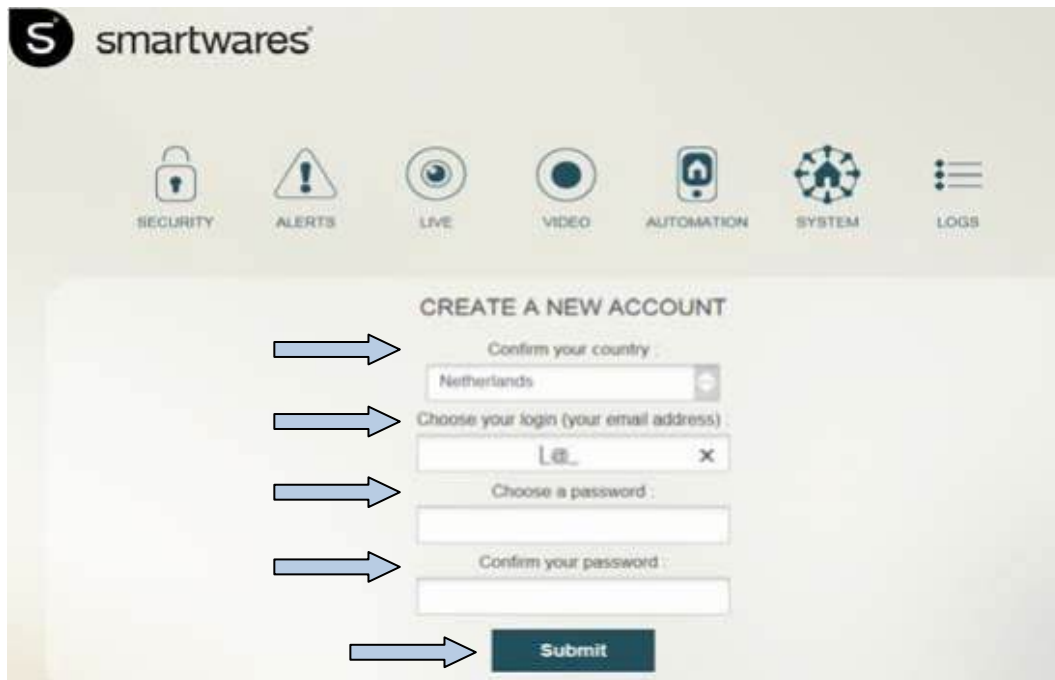 S smartwares
SECURITY ALERTS LIVE VIDEO AUTOMATION SYSTEM LOGS
CREATE A NEW ACCOUNT
Confirm your country :
Netherlands
Choose your login (your email address) :
@_
Choose a password :
Confirm your password :
Submit